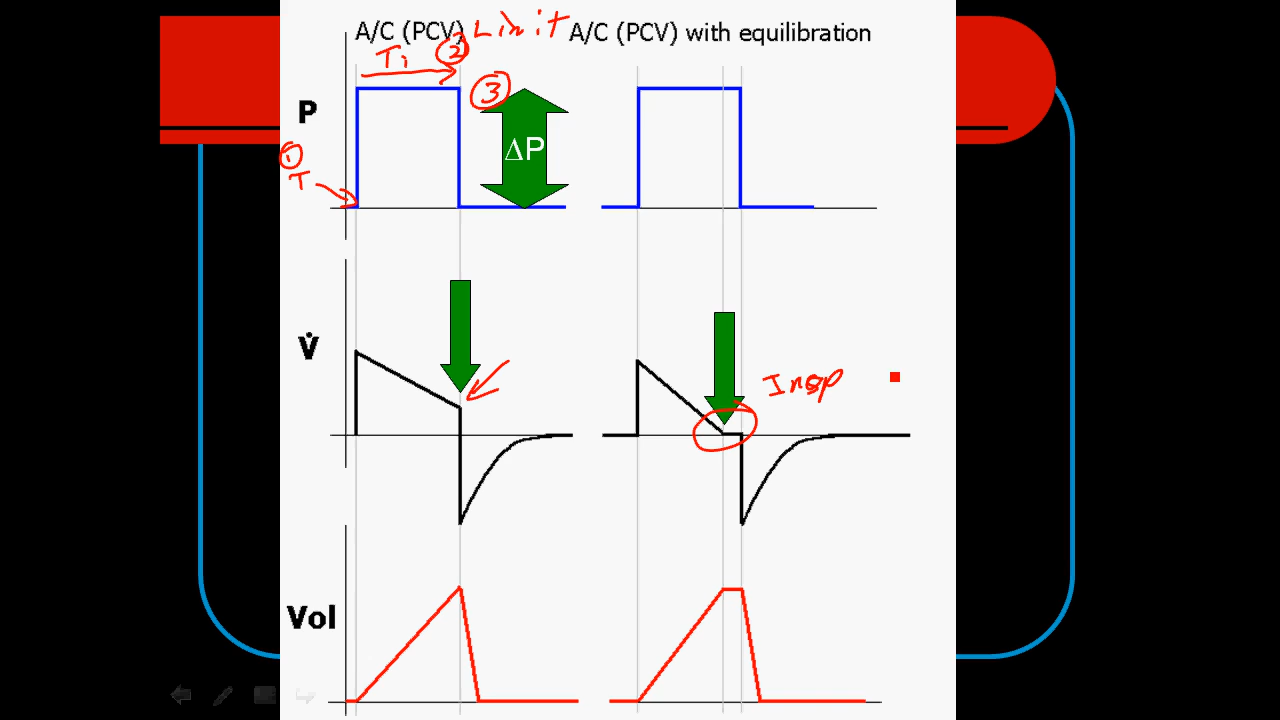 A/C (PCV) Limit A/C (PCV) with equilibration
Ti ②
③
P
ΔP
①
T
V̇
Insp
Vol